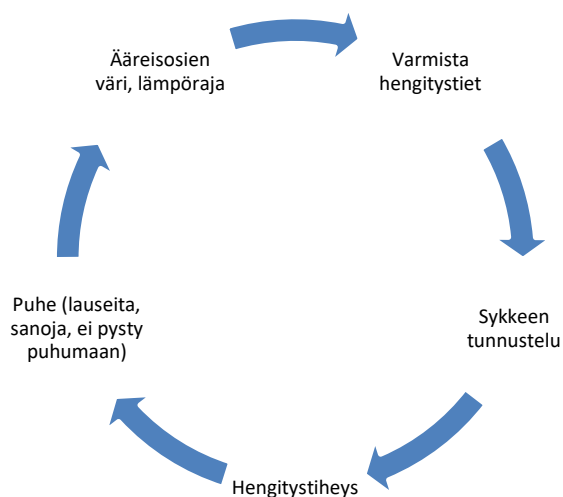 Ääreisosien
väri, lämpöraja
Varmista
hengitystiet
Sykkeen
tunnustelu
Hengitystiheys
Puhe (lauseita,
sanoja, ei pysty
puhumaan)